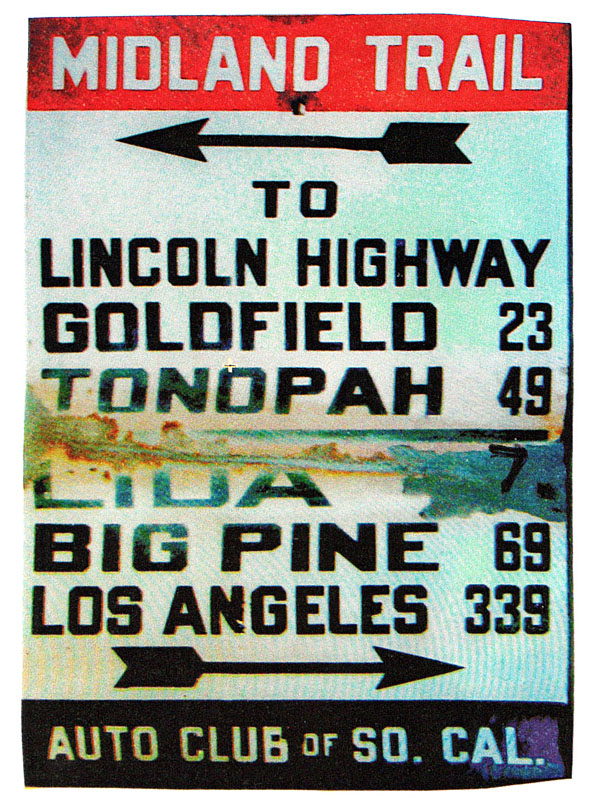 MIDLAND TRAIL
TO
LINCOLN HIGHWAY
GOLDFIELD 23
TONOPAH 49
LIDA 7
BIG PINE 69
LOS ANGELES 339
AUTO CLUB OF SO. CAL.